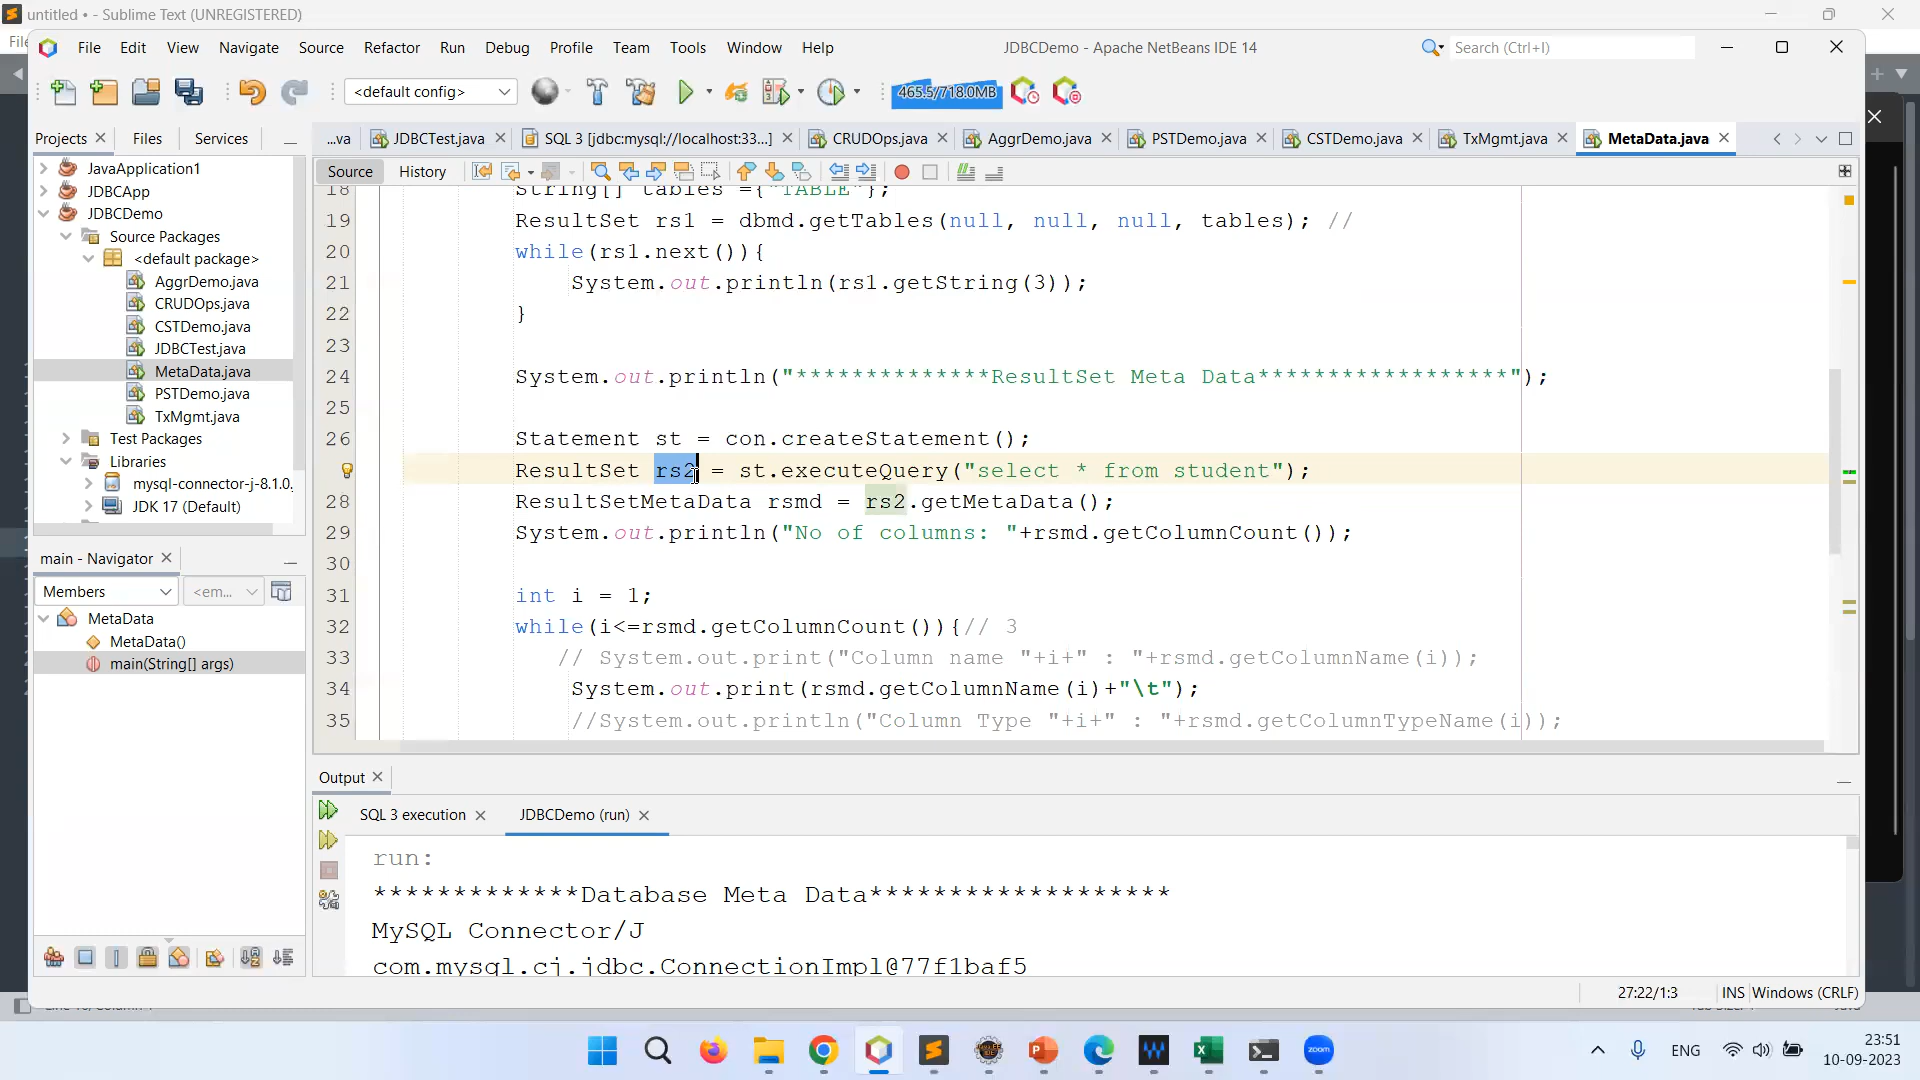 untitled • - Sublime Text (UNREGISTERED)
File Edit View Navigate Source Refactor Run Debug Profile Team Tools Window Help
JDBCDemo - Apache NetBeans IDE 14
Search (Ctrl+I)
<default config>
465.5/718.0MB
Projects Files Services
...va JDBCTest.java SQL 3 [jdbc:mysql://localhost:33...] CRUDOps.java AggrDemo.java PSTDemo.java CSTDemo.java TxMgmt.java MetaData.java
Source History
JavaApplication1
JDBCApp
JDBCDemo
Source Packages
<default package>
AggrDemo.java
CRUDOps.java
CSTDemo.java
JDBCTest.java
MetaData.java
PSTDemo.java
TxMgmt.java
Test Packages
Libraries
mysql-connector-j-8.1.0.
JDK 17 (Default)
main - Navigator
Members <em...
MetaData
MetaData()
main(String[] args)
18 String[] tables ={"TABLE"};
19 ResultSet rs1 = dbmd.getTables(null, null, null, tables); //
20 while(rs1.next()){
21 System.out.println(rs1.getString(3));
22 }
23
24 System.out.println("**************ResultSet Meta Data******************");
25
26 Statement st = con.createStatement();
ResultSet rs2 = st.executeQuery("select * from student");
28 ResultSetMetaData rsmd = rs2.getMetaData();
29 System.out.println("No of columns: "+rsmd.getColumnCount());
30
31 int i = 1;
32 while(i<=rsmd.getColumnCount()){// 3
33 // System.out.print("Column name "+i+" : "+rsmd.getColumnName(i));
34 System.out.print(rsmd.getColumnName(i)+"\t");
35 //System.out.println("Column Type "+i+" : "+rsmd.getColumnTypeName(i));
Output
SQL 3 execution JDBCDemo (run)
run:
*************Database Meta Data*******************
MySQL Connector/J
com.mysql.cj.jdbc.ConnectionImpl@77f1baf5
27:22/1:3 INS Windows (CRLF)
zoom
ENG
23:51
10-09-2023